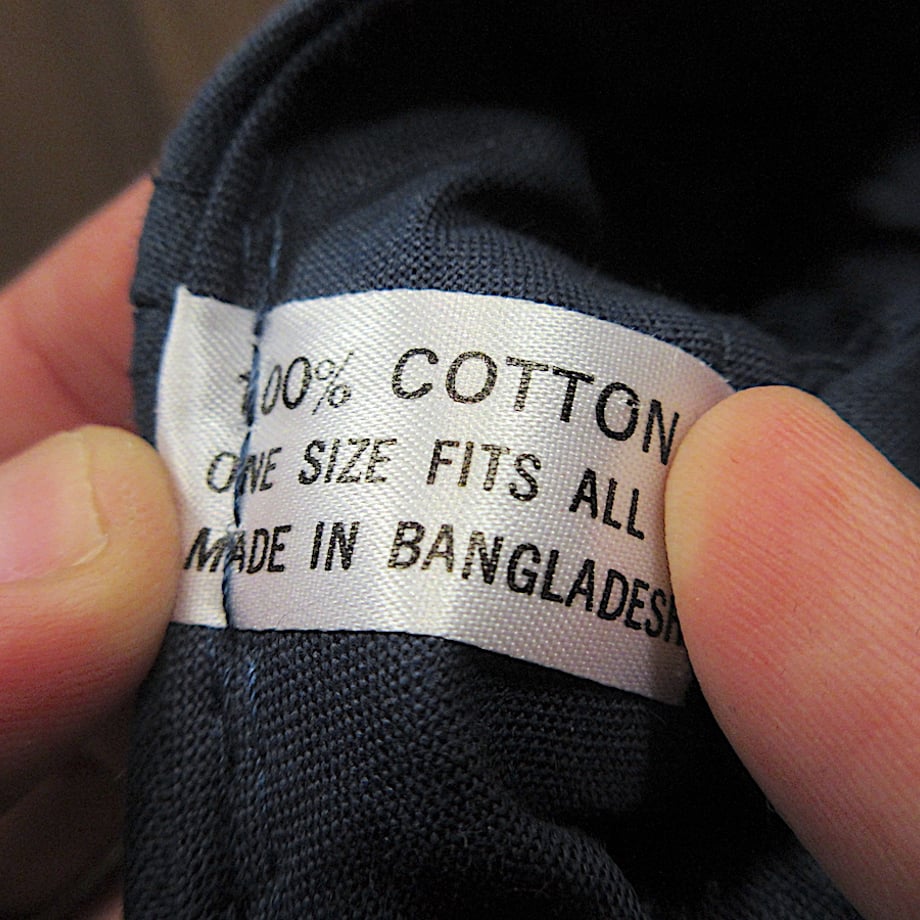 100% COTTON
ONE SIZE FITS ALL
MADE IN BANGLADESH